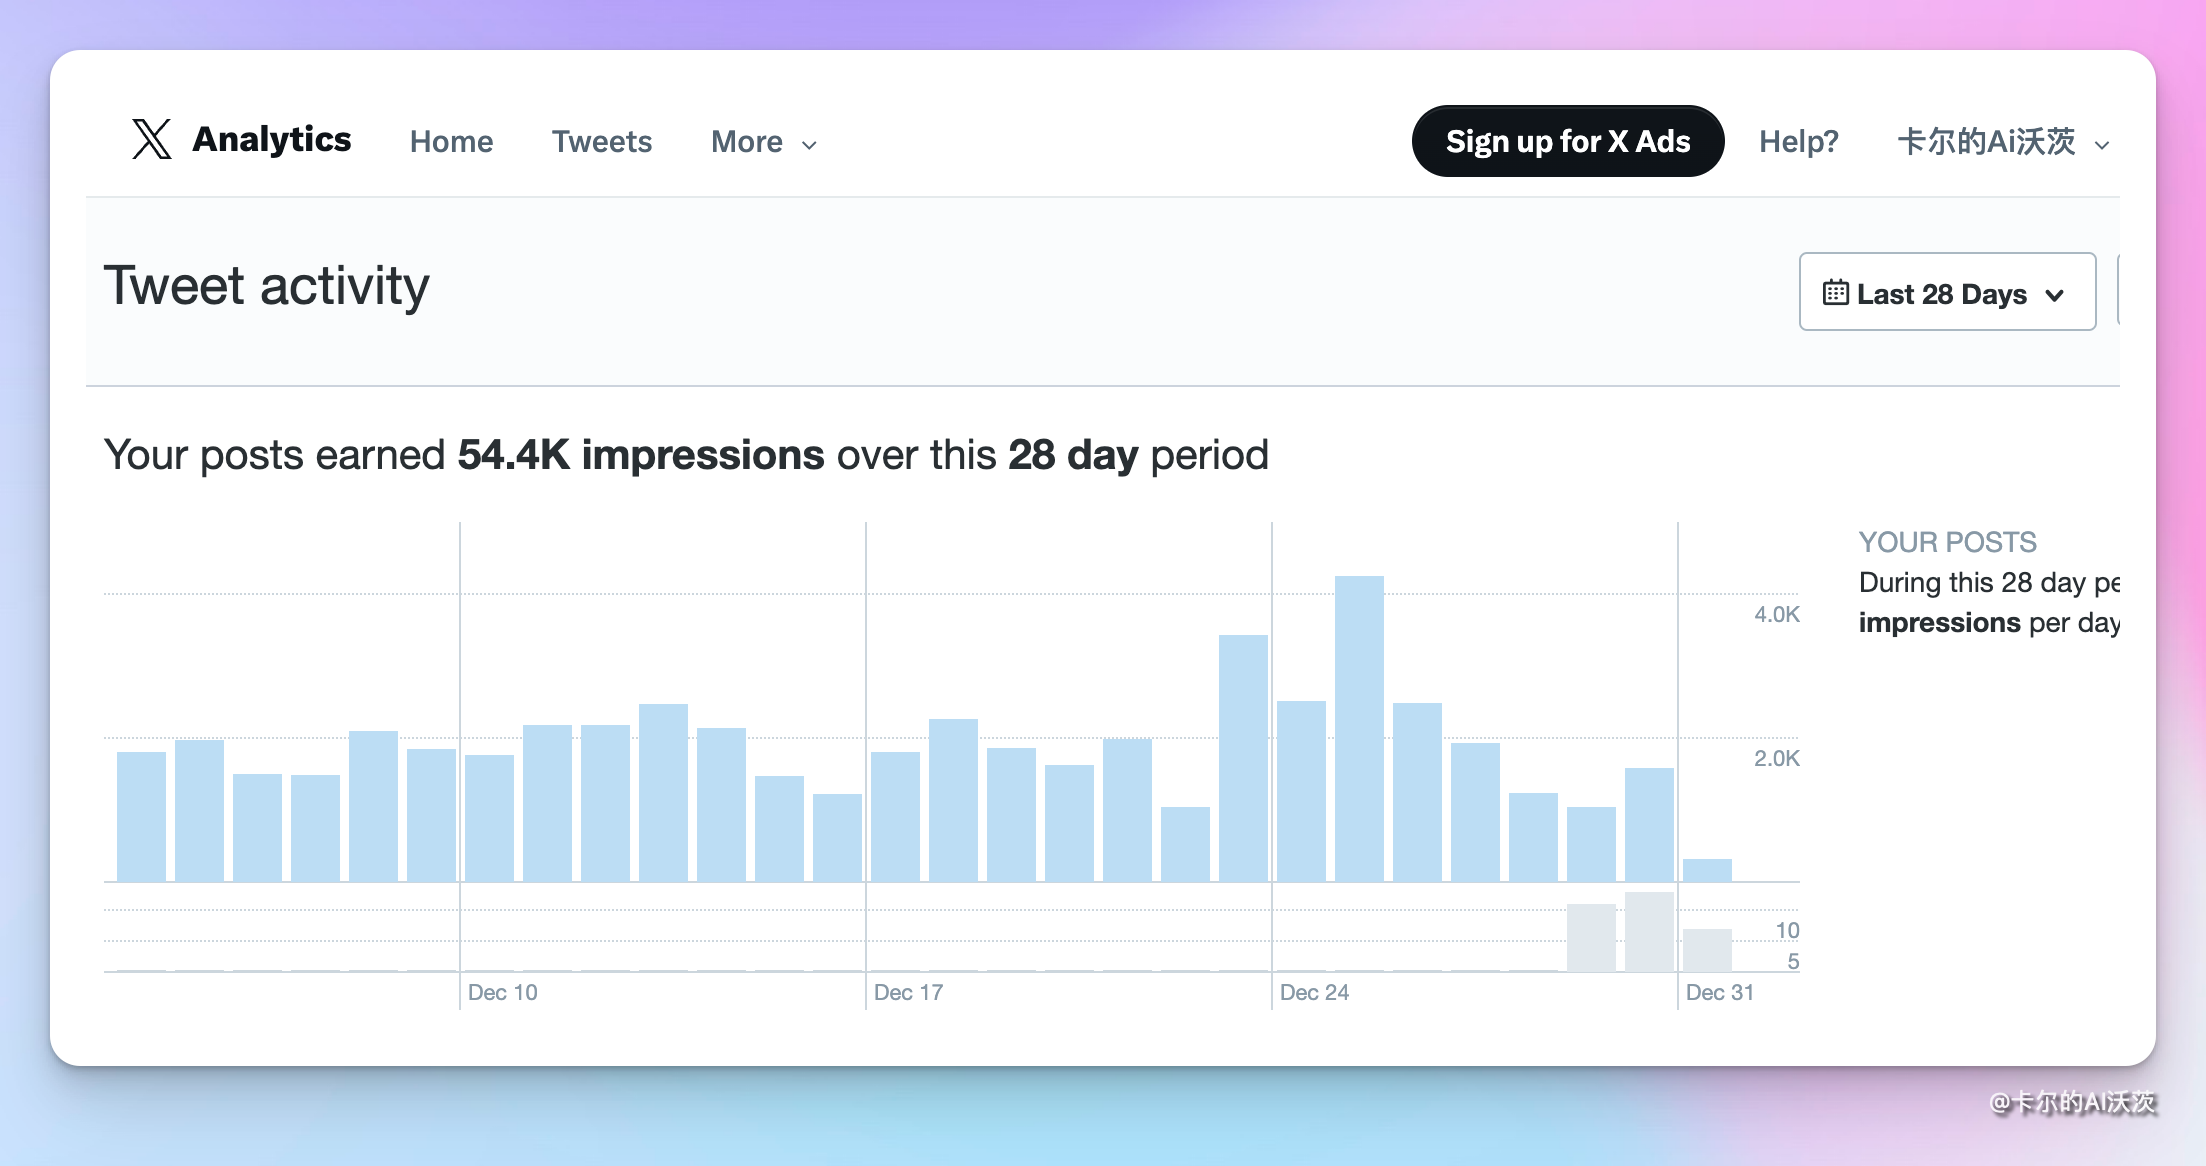 X Analytics Home Tweets More Sign up for X Ads Help? 卡尔的Ai沃茨
Tweet activity
Last 28 Days
Your posts earned 54.4K impressions over this 28 day period
YOUR POSTS
During this 28 day pe
impressions per day
4.0K
2.0K
10
5
Dec 10 Dec 17 Dec 24 Dec 31
@卡尔的AI沃茨